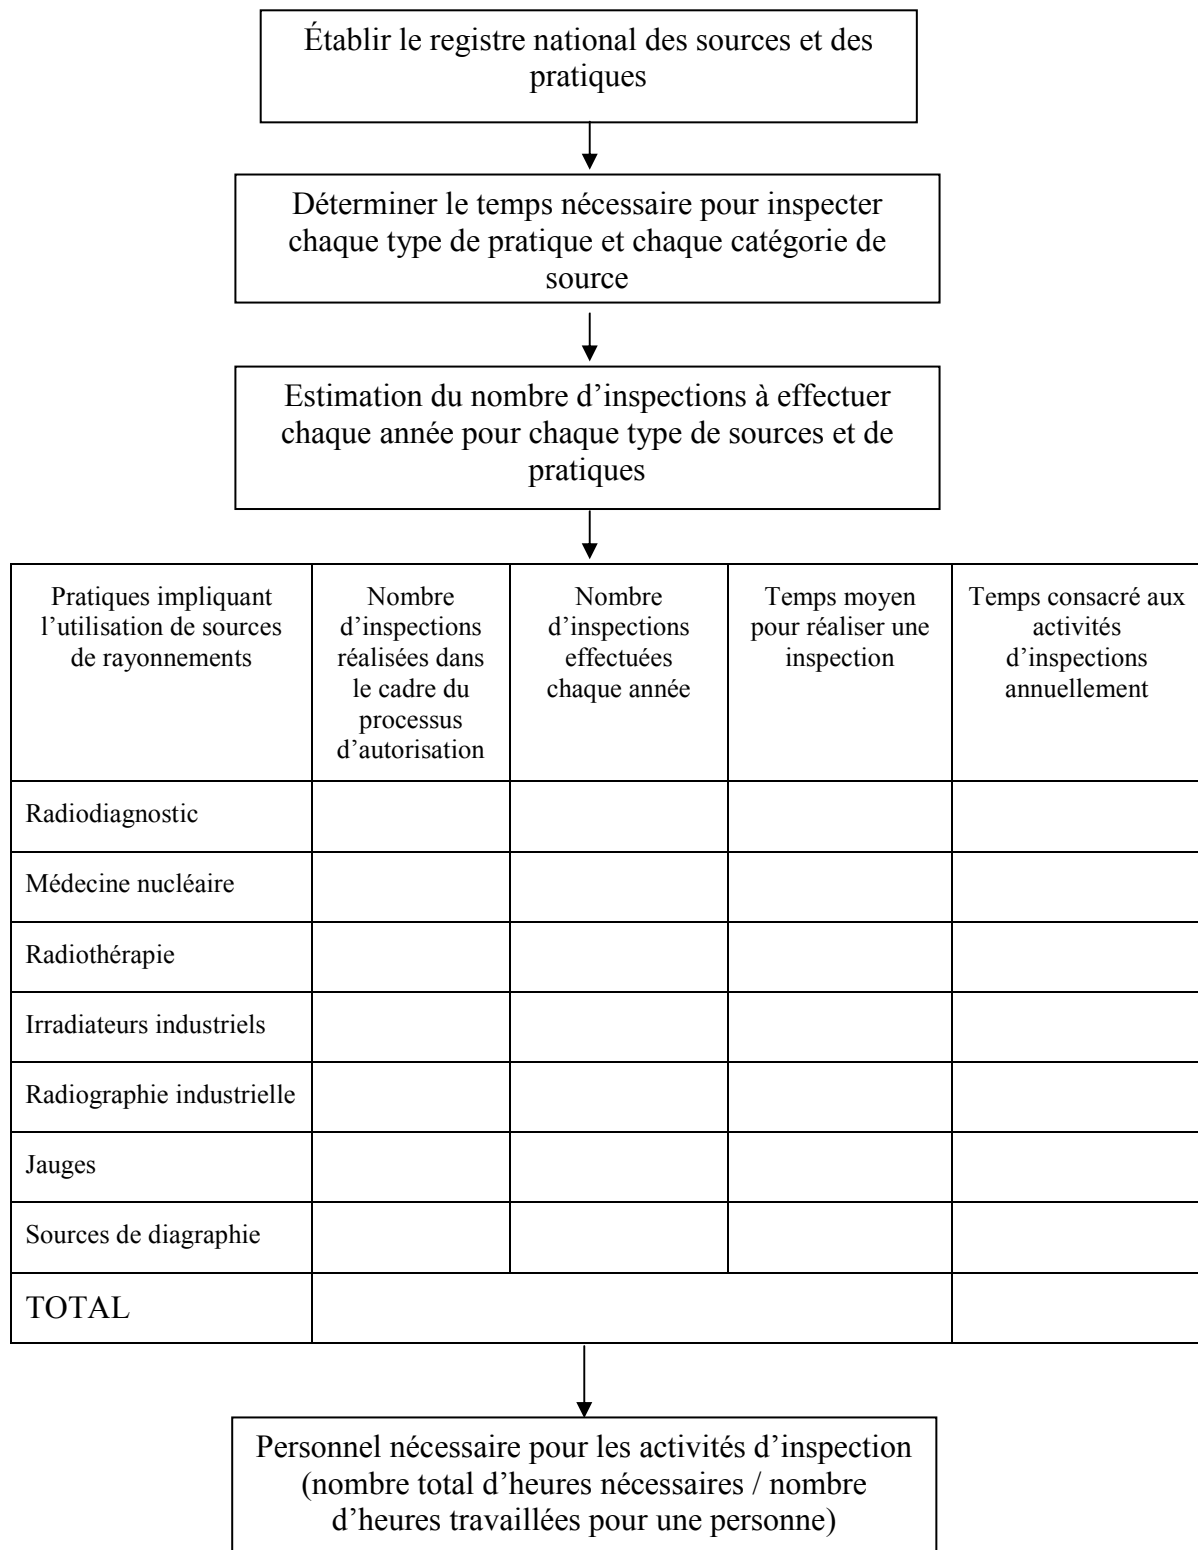 Établir le registre national des sources et des
pratiques
Déterminer le temps nécessaire pour inspecter
chaque type de pratique et chaque catégorie de
source
Estimation du nombre d’inspections à effectuer
chaque année pour chaque type de sources et de
pratiques
Pratiques impliquant
l’utilisation de sources
de rayonnements
Nombre
d’inspections
réalisées dans
le cadre du
processus
d’autorisation
Nombre
d’inspections
effectuées
chaque année
Temps moyen
pour réaliser une
inspection
Temps consacré aux
activités
d’inspections
annuellement
Radiodiagnostic
Médecine nucléaire
Radiothérapie
Irradiateurs industriels
Radiographie industrielle
Jauges
Sources de diagraphie
TOTAL
Personnel nécessaire pour les activités d’inspection
(nombre total d’heures nécessaires / nombre
d’heures travaillées pour une personne)